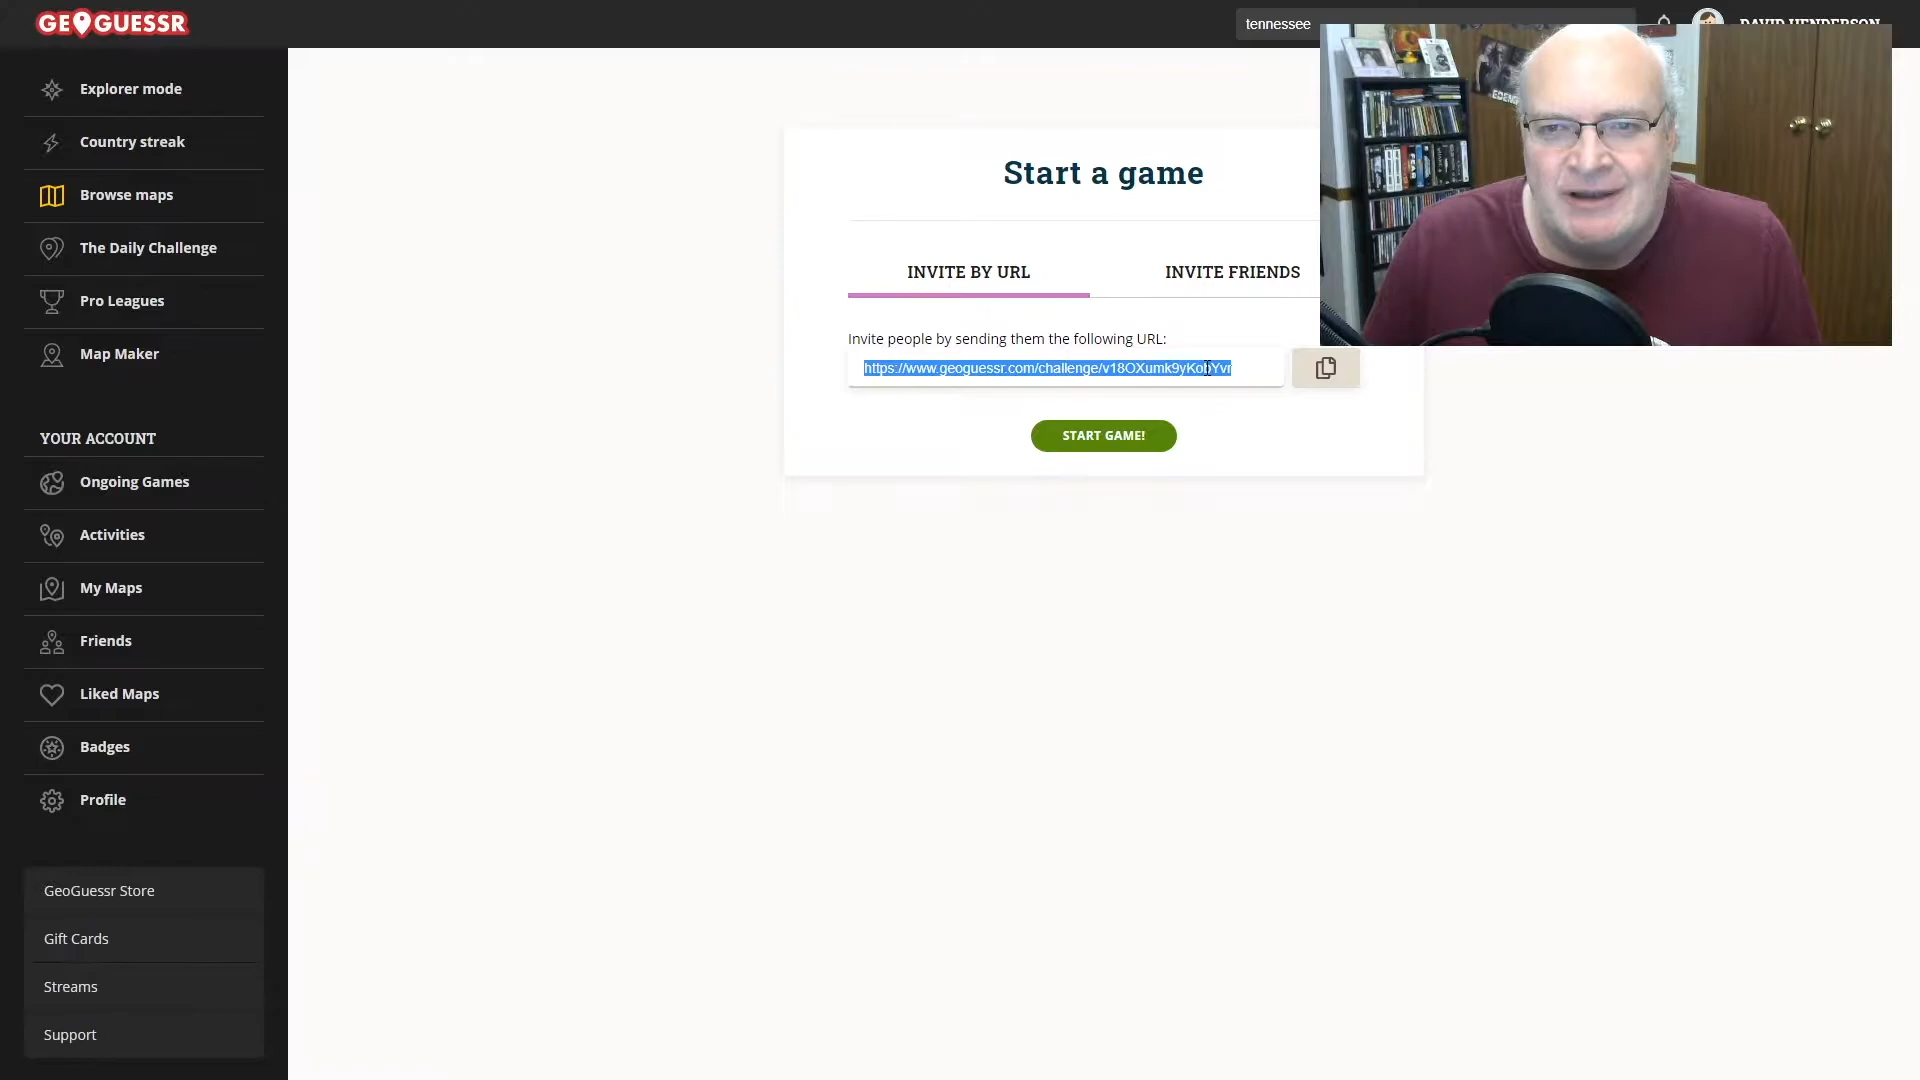 GEOGUESSR
tennessee
DAVID HENDERSON
Explorer mode
Country streak
Browse maps
The Daily Challenge
Pro Leagues
Map Maker
YOUR ACCOUNT
Ongoing Games
Activities
My Maps
Friends
Liked Maps
Badges
Profile
GeoGuessr Store
Gift Cards
Streams
Support
Start a game
INVITE BY URL
INVITE FRIENDS
Invite people by sending them the following URL:
START GAME!